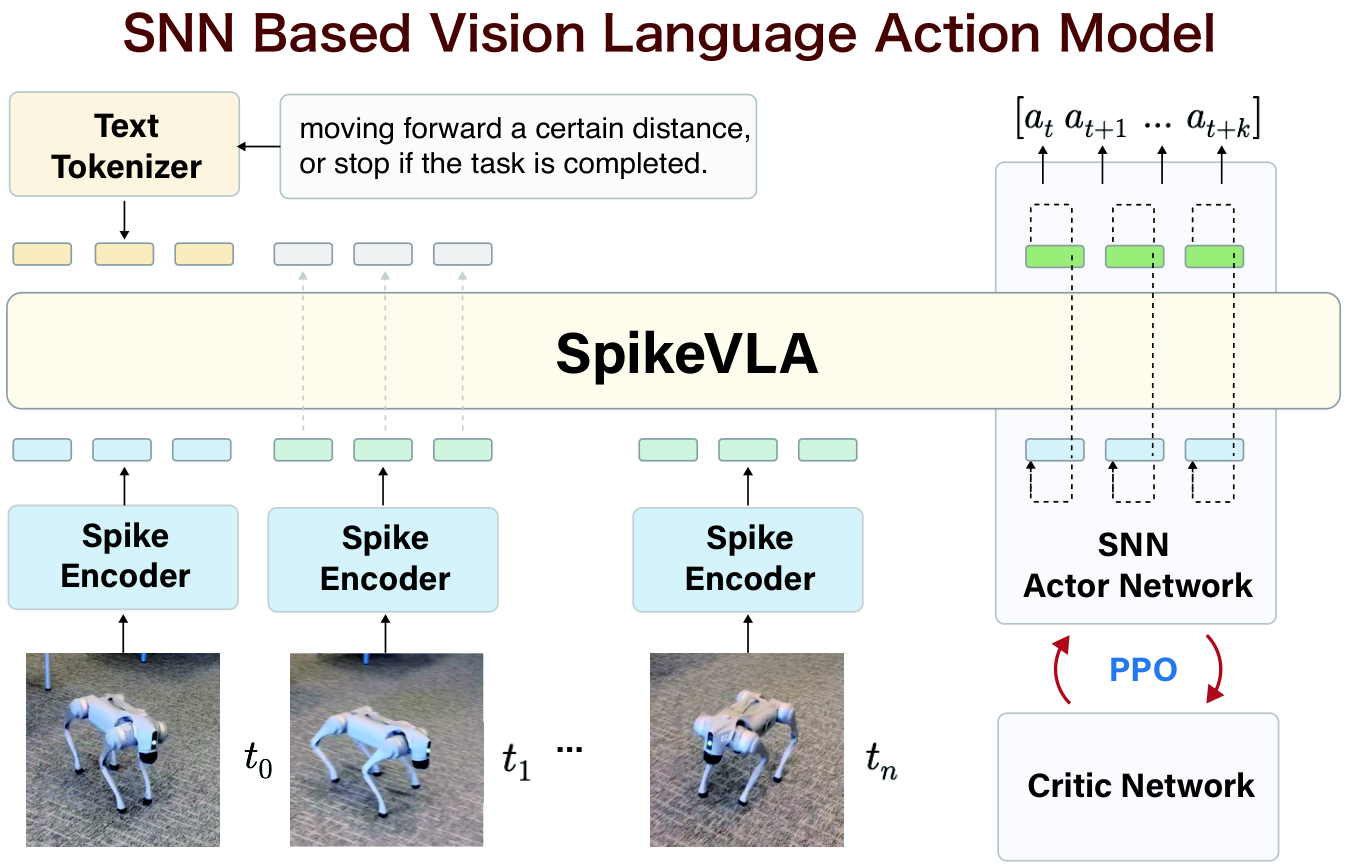 SNN Based Vision Language Action Model
Text
Tokenizer
moving forward a certain distance,
or stop if the task is completed.
[a_t a_{t+1} ... a_{t+k}]
SpikeVLA
Spike
Encoder
Spike
Encoder
Spike
Encoder
SNN
Actor Network
PPO
t_0
t_1
...
t_n
Critic Network